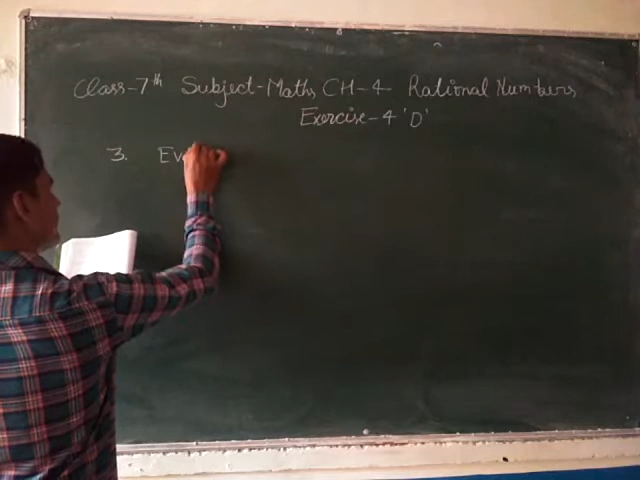 Class-7th Subject-Maths CH-4 Rational Numbers
Exercise-4 'D'
3. Ev